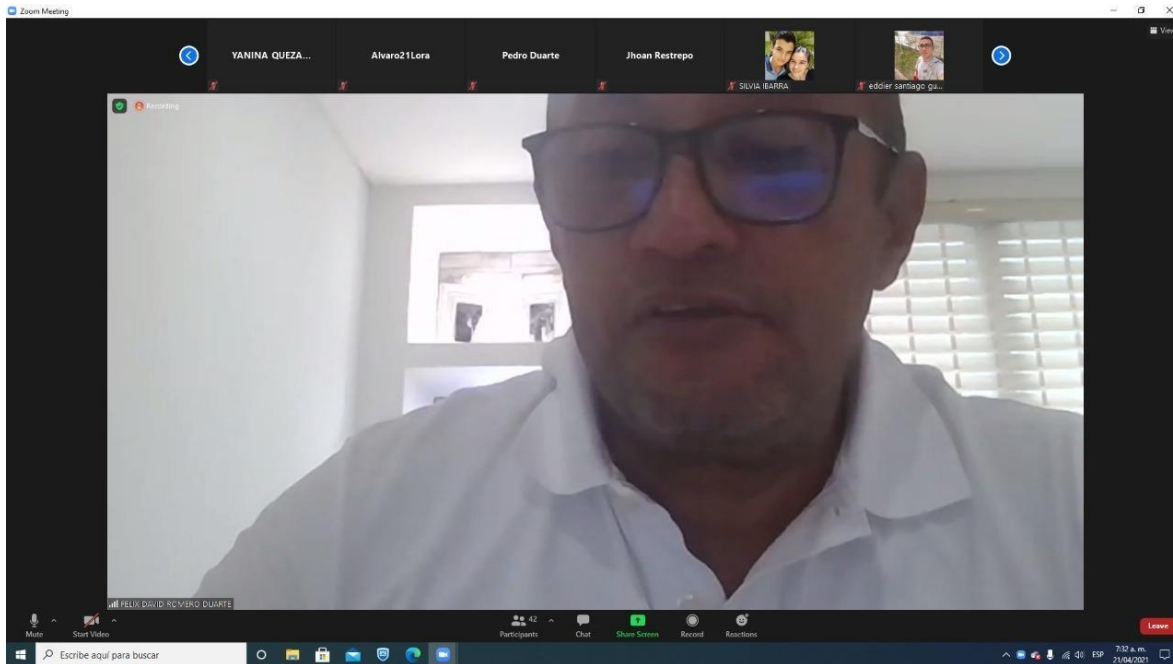 Zoom Meeting
View
YANINA QUEZA...
Alvaro21Lora
Pedro Duarte
Jhoan Restrepo
SILVIA IBARRA
eddier santiago gu...
Recording
FELIX DAVID ROMERO DUARTE
Mute
Start Video
42
Participants
Chat
Share Screen
Record
Reactions
Leave
Escribe aquí para buscar
ESP
7:32 a. m.
21/04/2021